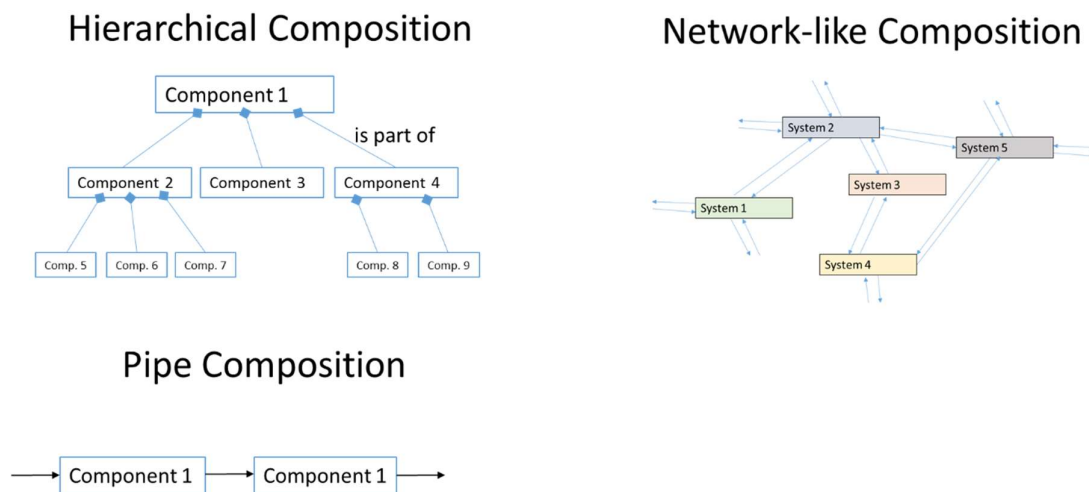 Hierarchical Composition
Component 1
is part of
Component 2
Component 3
Component 4
Comp. 5
Comp. 6
Comp. 7
Comp. 8
Comp. 9
Network-like Composition
System 2
System 5
System 3
System 1
System 4
Pipe Composition
Component 1
Component 1